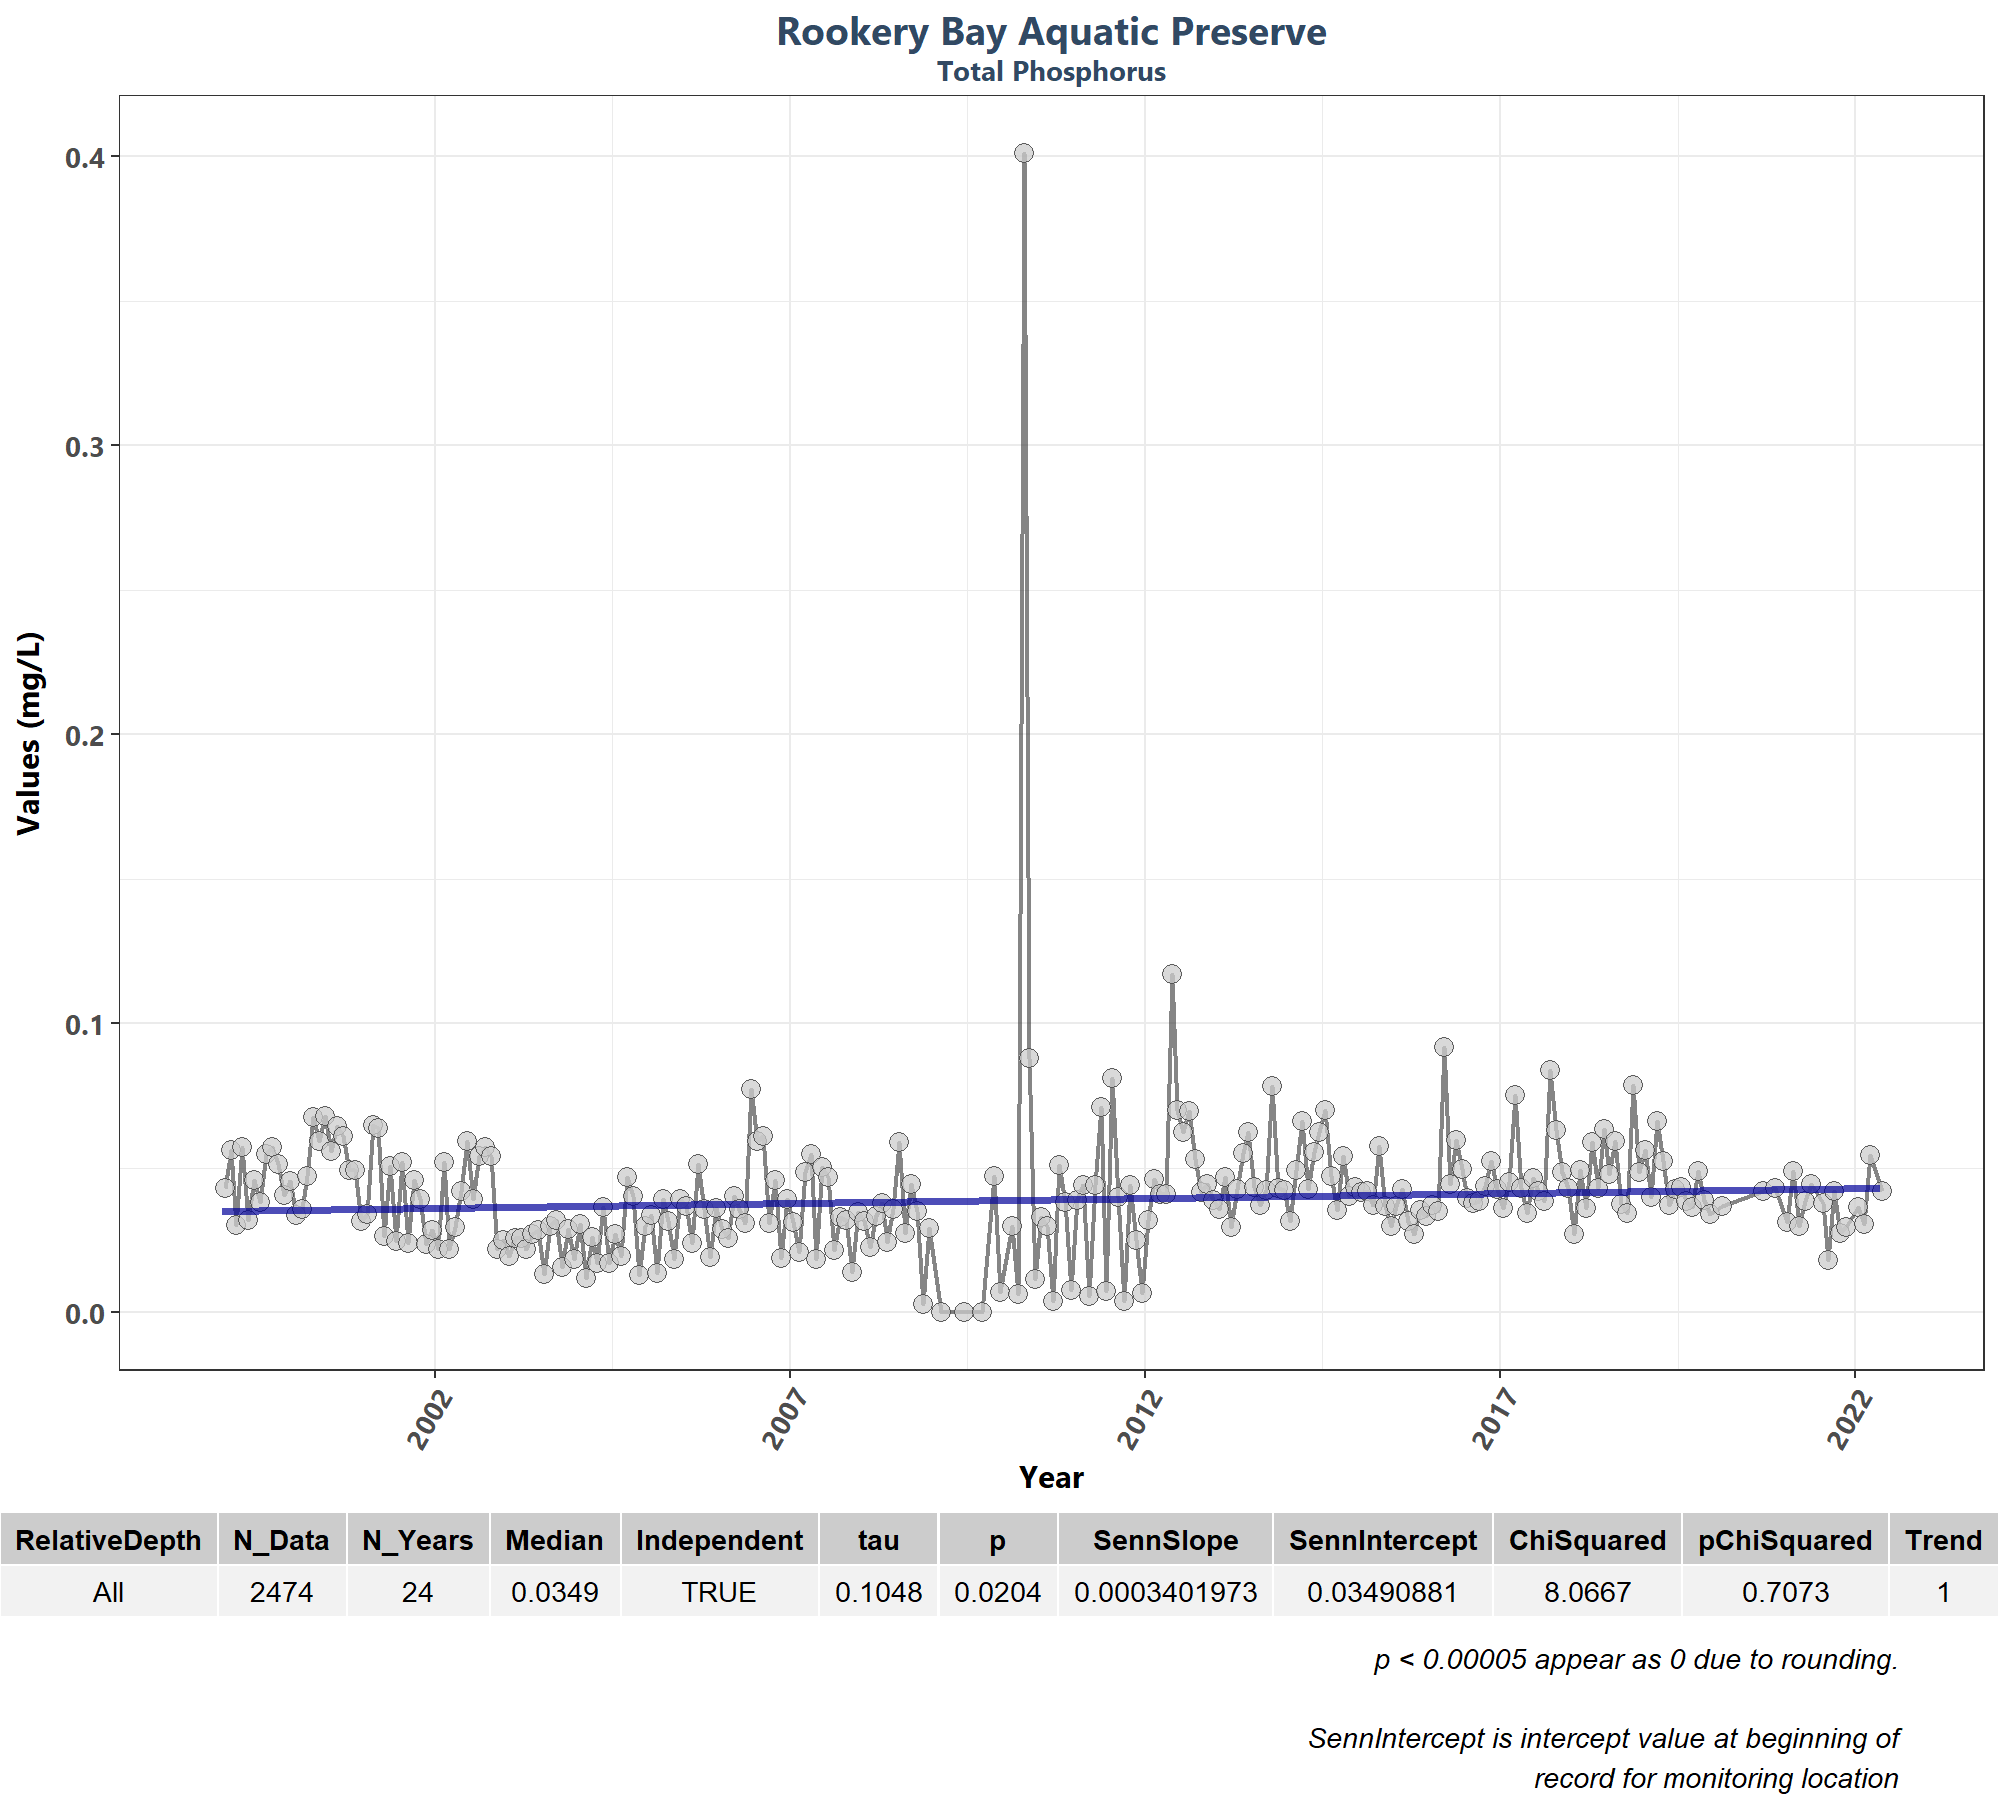 Rookery Bay Aquatic Preserve
Total Phosphorus
Values (mg/L)
0.4
0.3
0.2
0.1
0.0
2002 2007 2012 2017 2022
Year
RelativeDepth N_Data N_Years Median Independent tau p SennSlope SennIntercept ChiSquared pChiSquared Trend
All 2474 24 0.0349 TRUE 0.1048 0.0204 0.0003401973 0.03490881 8.0667 0.7073 1
p < 0.00005 appear as 0 due to rounding.
SennIntercept is intercept value at beginning of
record for monitoring location